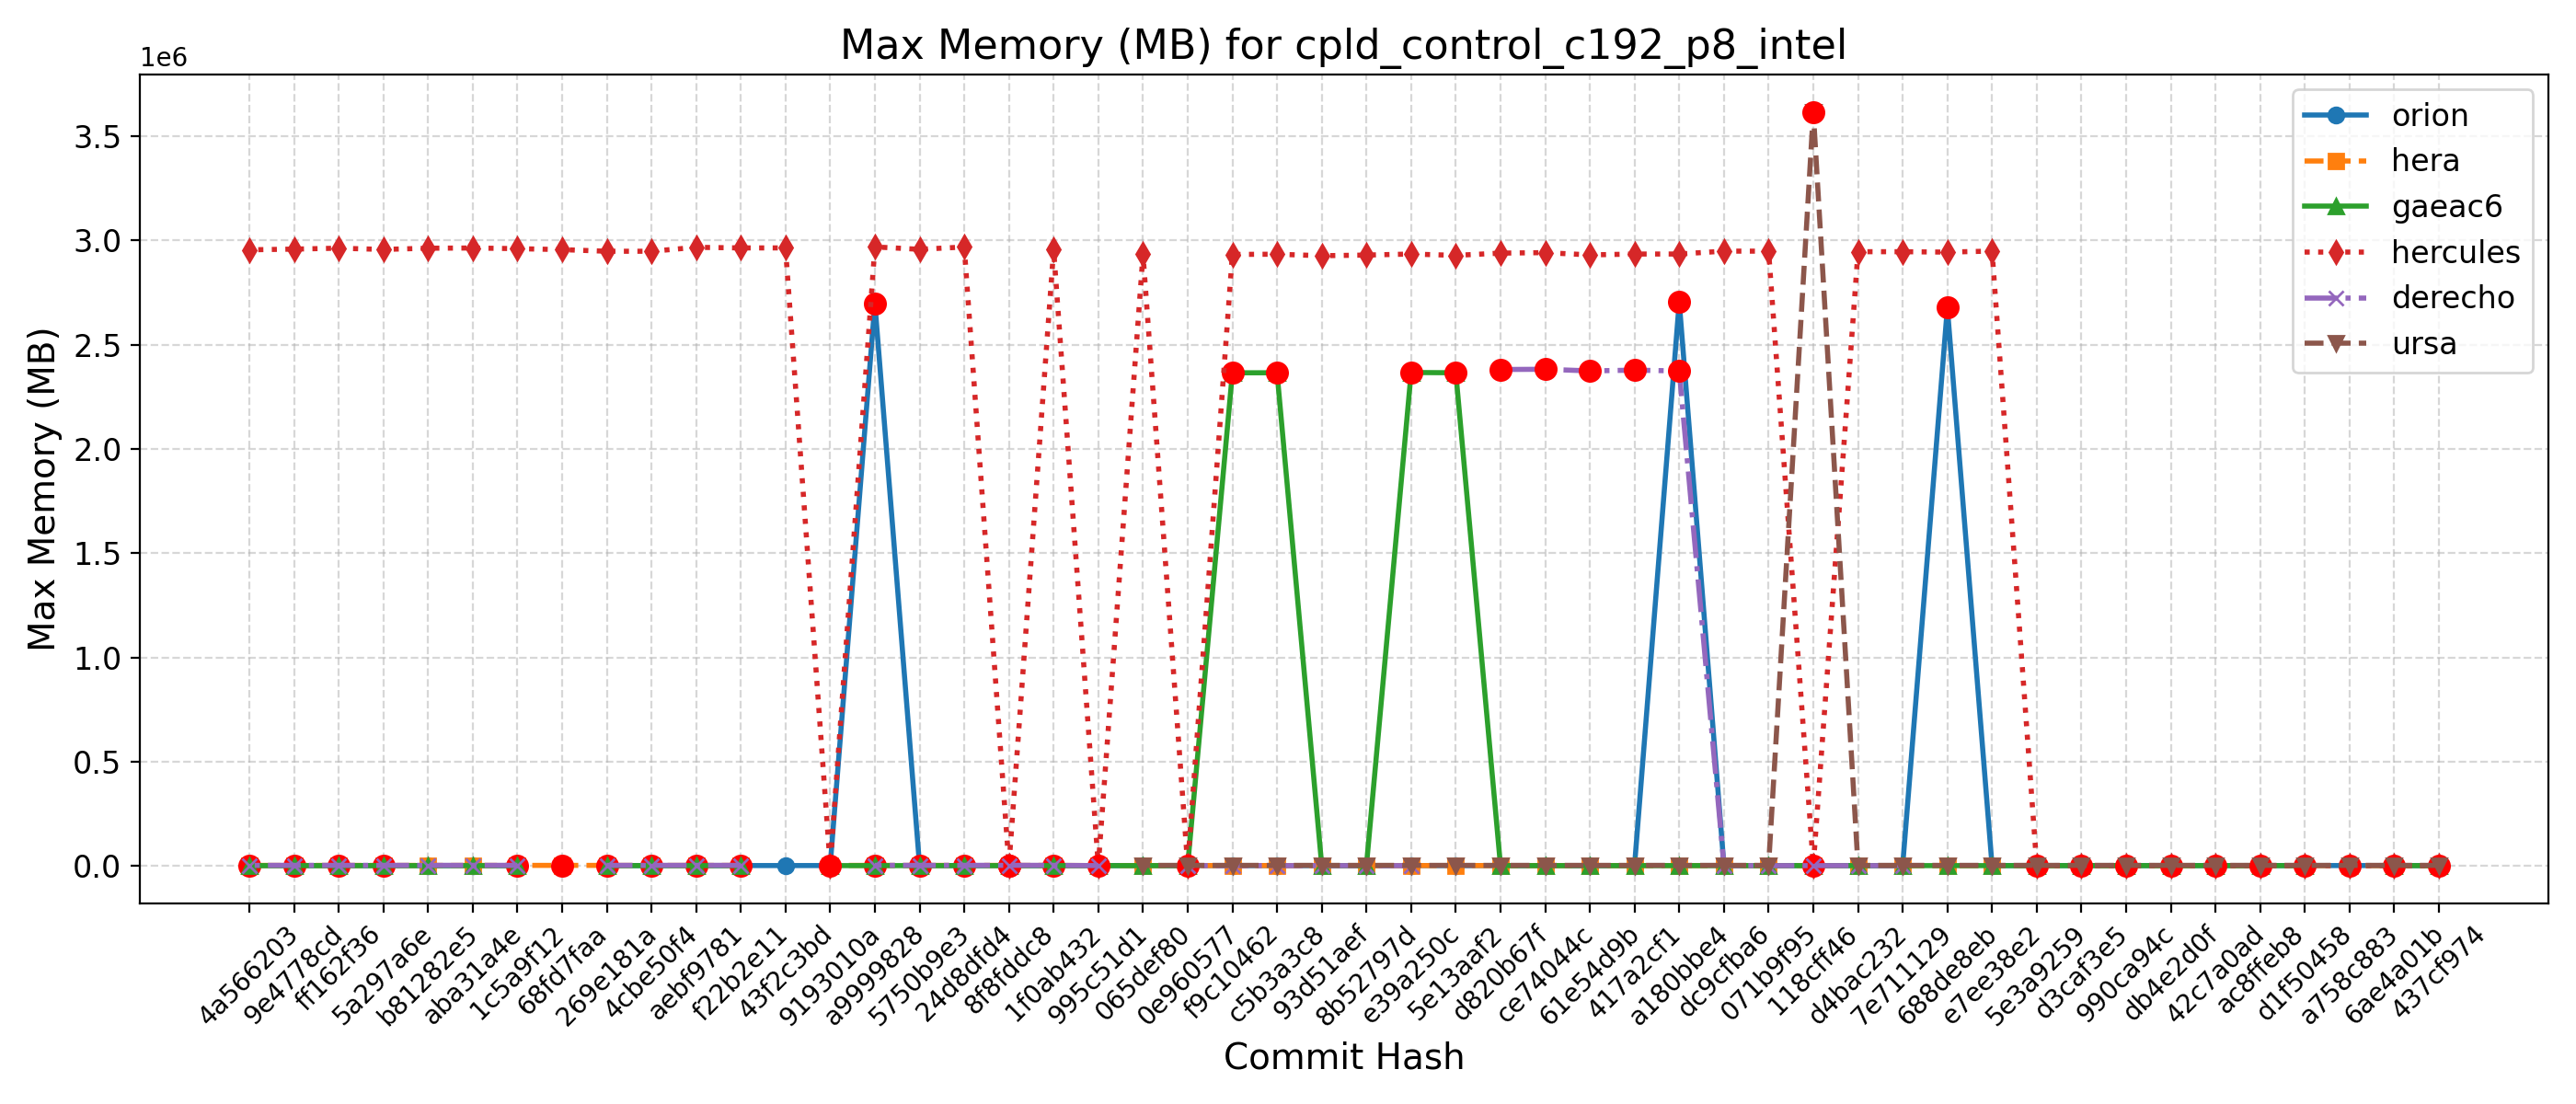 Max Memory (MB) for cpld_control_c192_p8_intel
1e6
3.5
3.0
2.5
2.0
1.5
1.0
0.5
0.0
Max Memory (MB)
orion
hera
gaeac6
hercules
derecho
ursa
4a566203
9e4778cd
ff162f36
5a297a6e
b81282e5
aba31a4e
1c5a9f12
68fd7faa
269e181a
4cbe50f4
aebf9781
f22b2e11
43f2c3bd
9193010a
a9999828
5750b9e3
24d8dfd4
8f8fddc8
1f0ab432
995c51d1
065def80
0e960577
f9c10462
c5b3a3c8
93d51aef
8b52797d
e39a250c
5e13aaf2
d820b67f
ce74044c
61e54d9b
417a2cf1
a180bbe4
dc9cfba6
071b9f95
118cff46
d4bac232
7e711129
688de8eb
e7ee38e2
5e3a9259
d3caf3e5
990ca94c
db4e2d0f
42c7a0ad
ac8ffeb8
d1f50458
a758c883
6ae4a01b
437cf974
Commit Hash